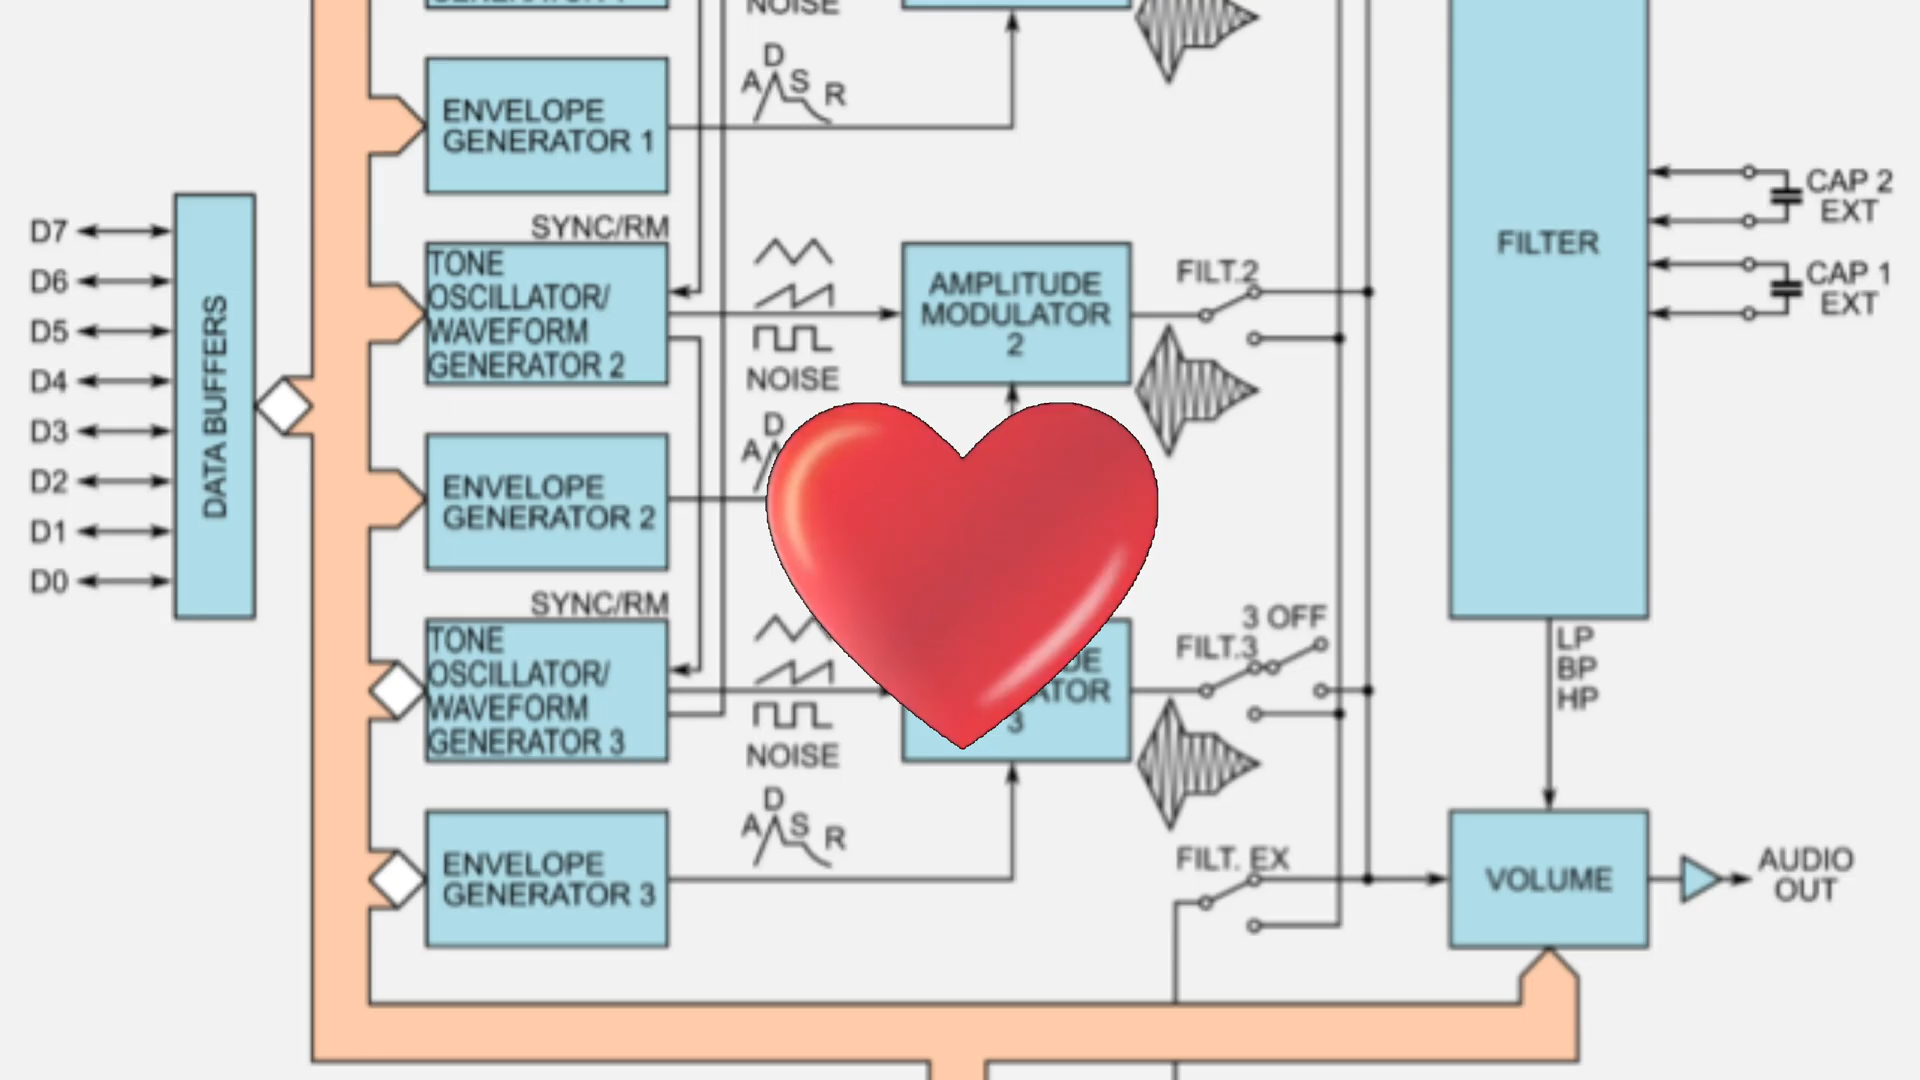 NOISE
D
A S R
ENVELOPE
GENERATOR 1
SYNC/RM
TONE
OSCILLATOR/
WAVEFORM
GENERATOR 2
NOISE
AMPLITUDE
MODULATOR
2
FILT.2
D
A
ENVELOPE
GENERATOR 2
SYNC/RM
TONE
OSCILLATOR/
WAVEFORM
GENERATOR 3
NOISE
3
FILT.3
3 OFF
D
A S R
ENVELOPE
GENERATOR 3
FILT. EX
D7
D6
D5
D4
D3
D2
D1
D0
DATA BUFFERS
FILTER
CAP 2
EXT
CAP 1
EXT
LP
BP
HP
VOLUME
AUDIO
OUT